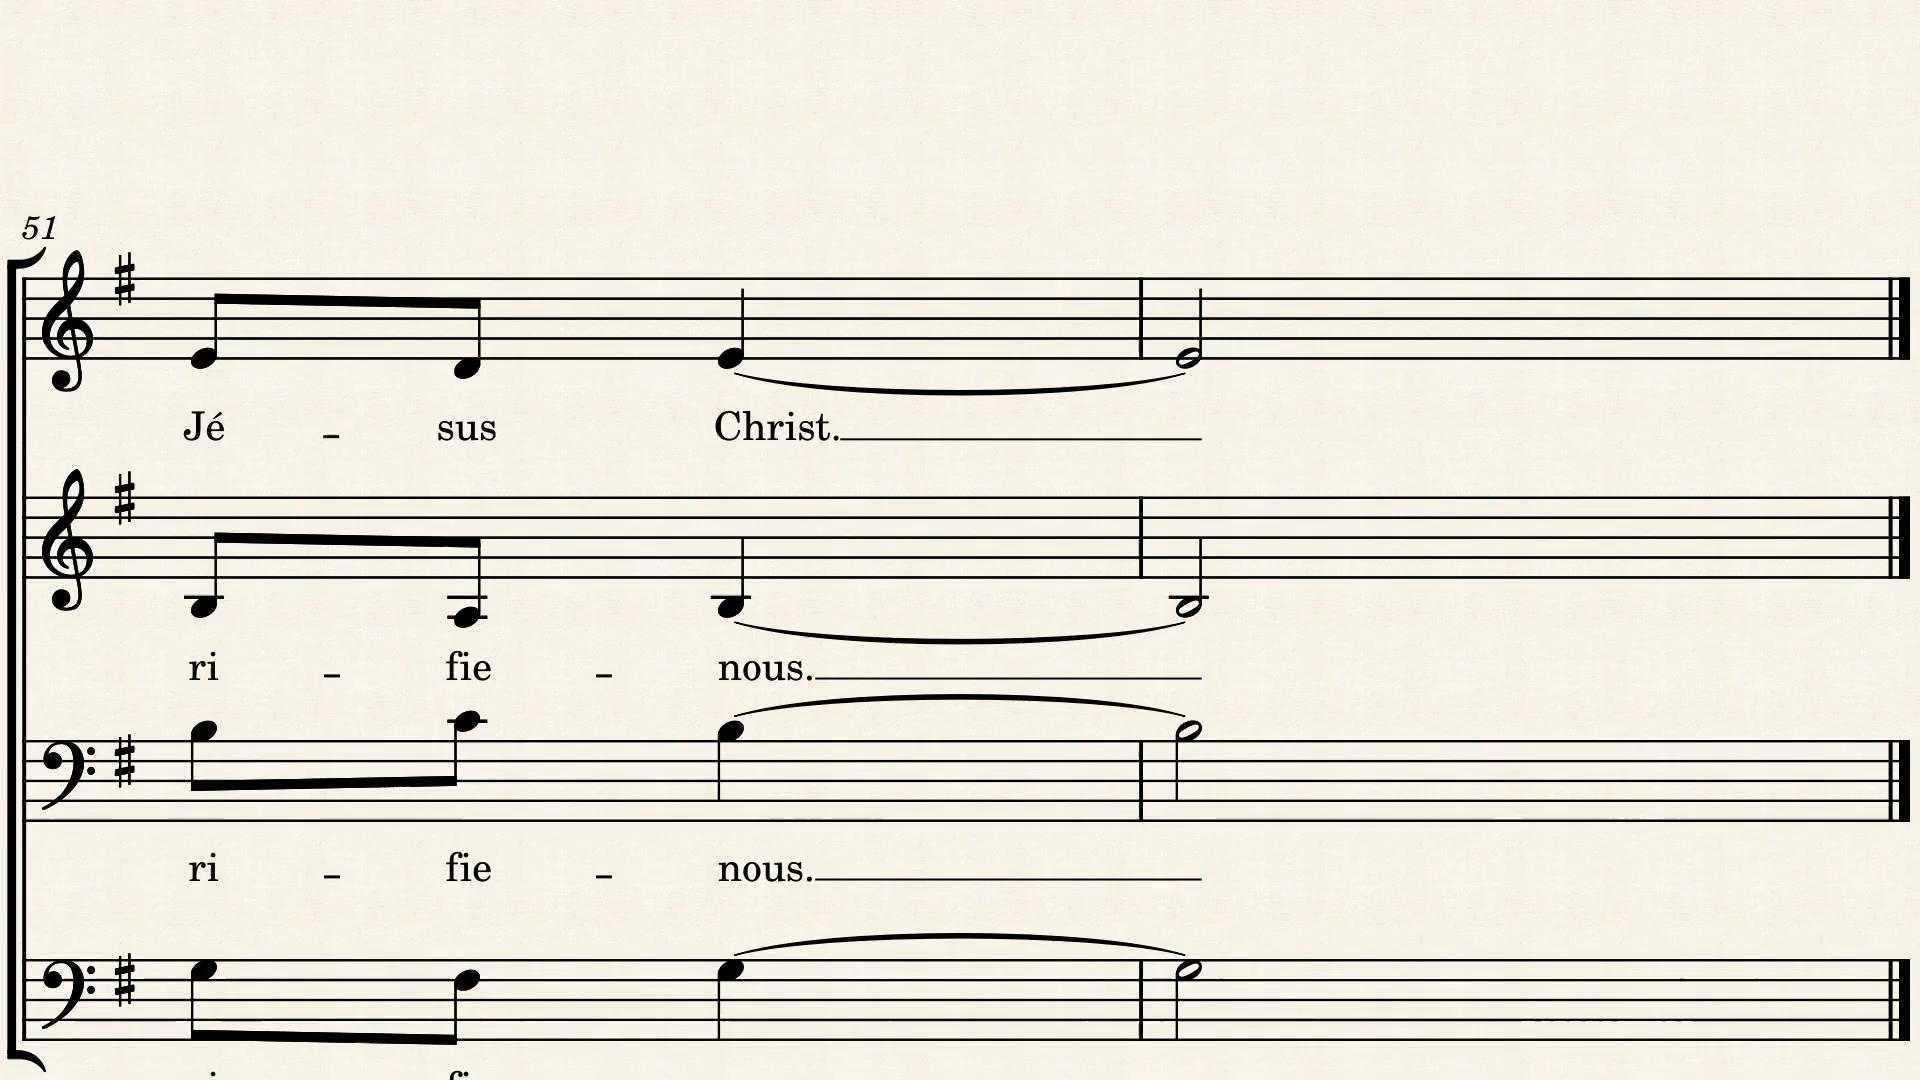 51
Jé - sus Christ.
ri - fie - nous.
ri - fie - nous.